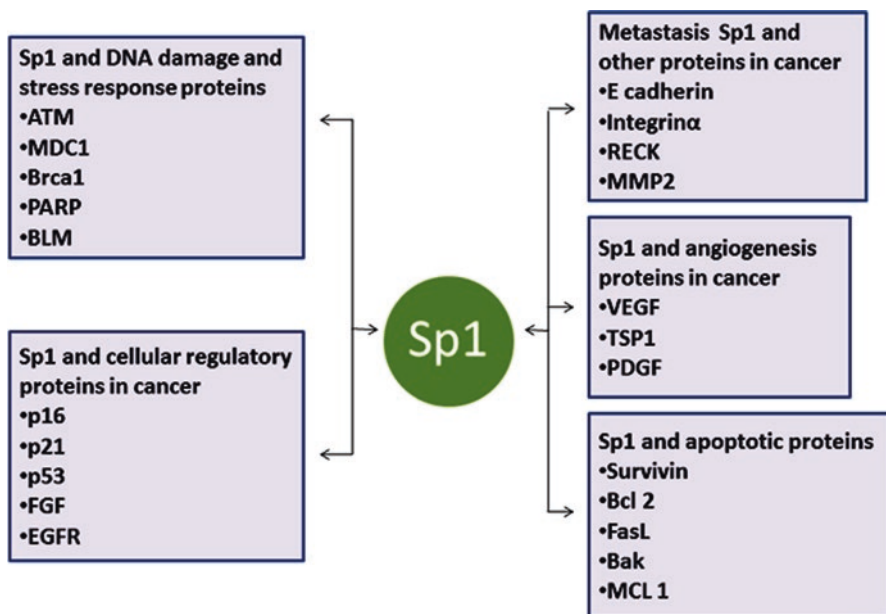 Sp1 and DNA damage and
stress response proteins
•ATM
•MDC1
•Brca1
•PARP
•BLM
Sp1 and cellular regulatory
proteins in cancer
•p16
•p21
•p53
•FGF
•EGFR
Sp1
Metastasis Sp1 and
other proteins in cancer
•E cadherin
•Integrinα
•RECK
•MMP2
Sp1 and angiogenesis
proteins in cancer
•VEGF
•TSP1
•PDGF
Sp1 and apoptotic proteins
•Survivin
•Bcl 2
•FasL
•Bak
•MCL 1